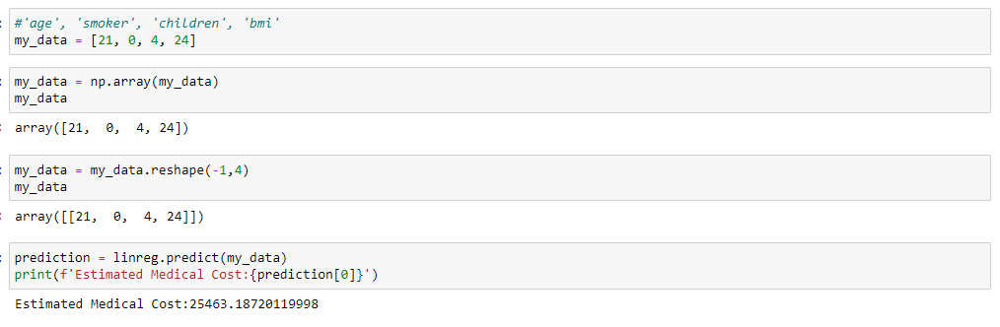 #'age', 'smoker', 'children', 'bmi'
my_data = [21, 0, 4, 24]
my_data = np.array(my_data)
my_data
array([21,  0,  4, 24])
my_data = my_data.reshape(-1,4)
my_data
array([[21,  0,  4, 24]])
prediction = linreg.predict(my_data)
print(f'Estimated Medical Cost:{prediction[0]}')
Estimated Medical Cost:25463.18720119998